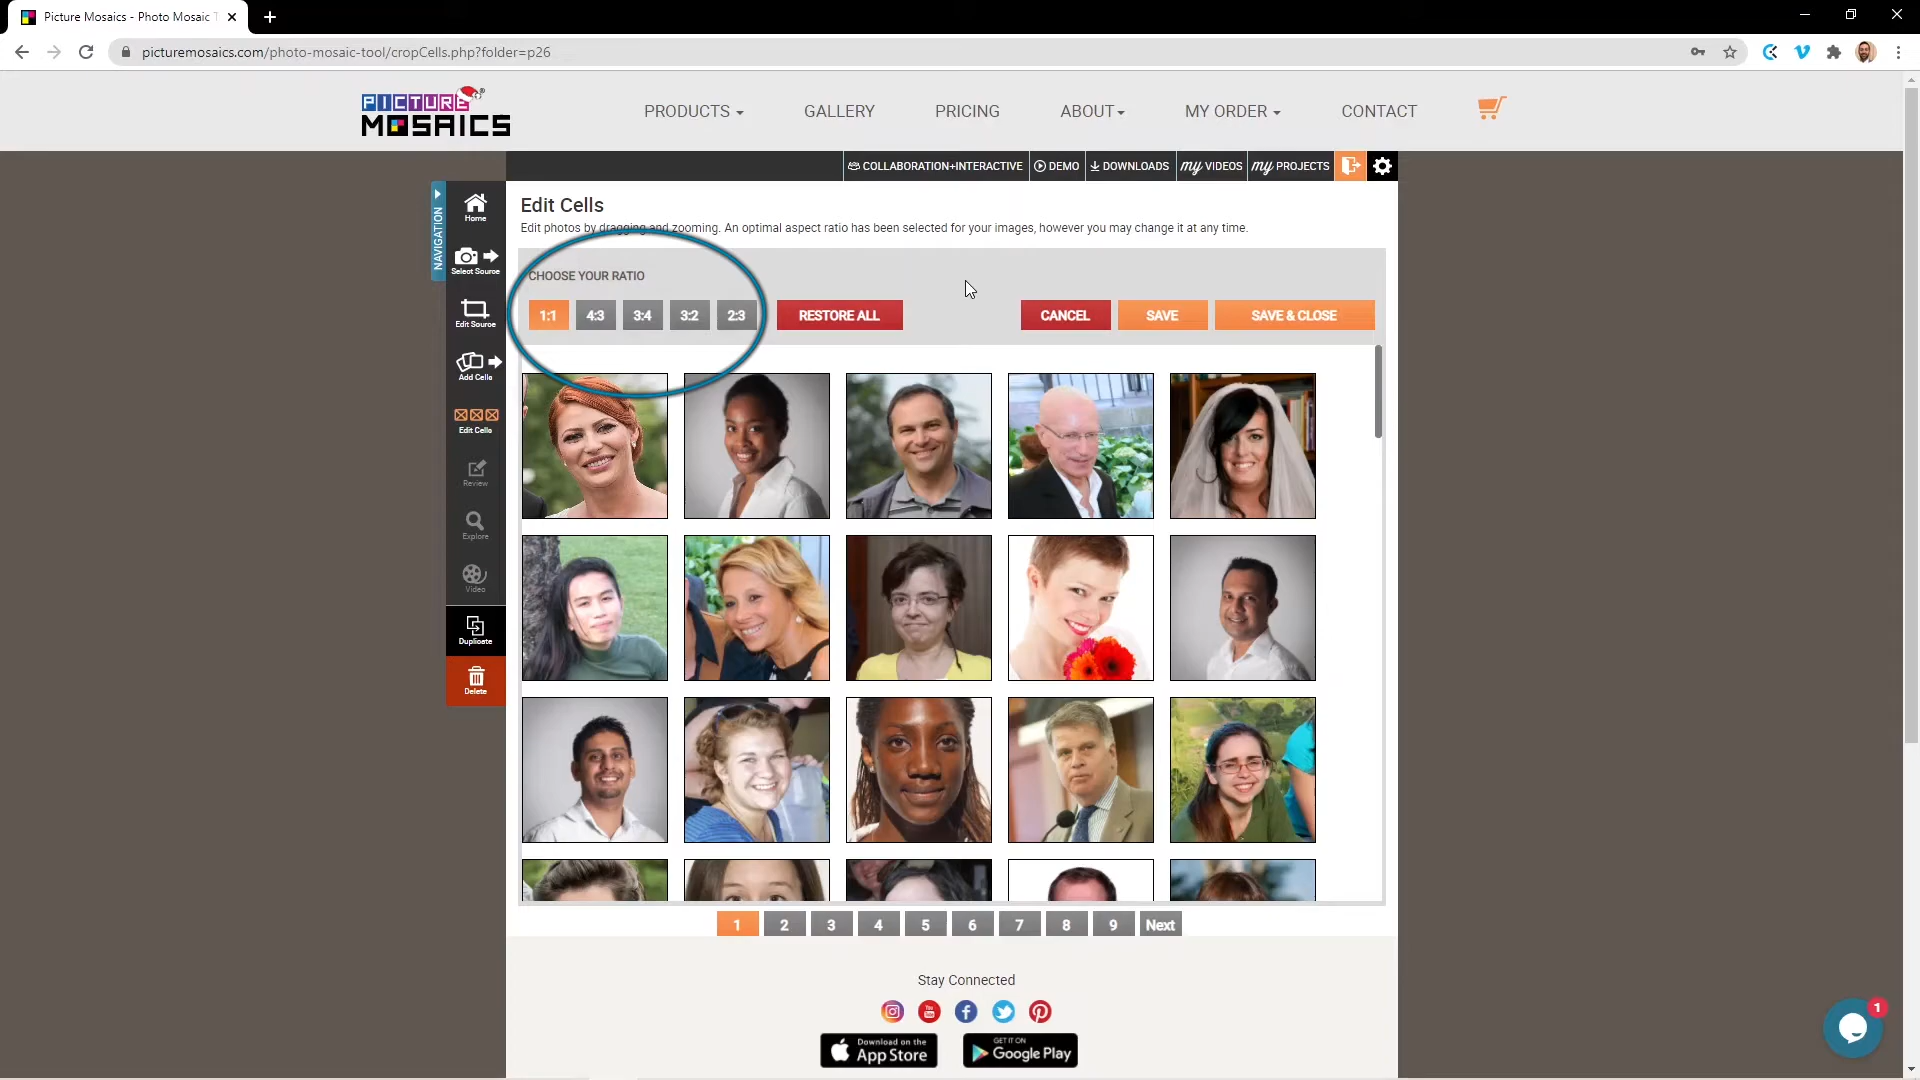 Picture Mosaics - Photo Mosaic T
picturemosaics.com/photo-mosaic-tool/cropCells.php?folder=p26
PICTURE
MOSAICS
PRODUCTS
GALLERY
PRICING
ABOUT
MY ORDER
CONTACT
COLLABORATION+INTERACTIVE
DEMO
DOWNLOADS
my VIDEOS
my PROJECTS
NAVIGATION
Home
Select Source
Edit Source
Add Cells
Edit Cells
Review
Explore
Video
Duplicate
Delete
Edit Cells
Edit photos by dragging and zooming. An optimal aspect ratio has been selected for your images, however you may change it at any time.
CHOOSE YOUR RATIO
1:1 4:3 3:4 3:2 2:3
RESTORE ALL
CANCEL
SAVE
SAVE & CLOSE
1 2 3 4 5 6 7 8 9 Next
Stay Connected
You
Tube
Download on the
App Store
GET IT ON
Google Play
1